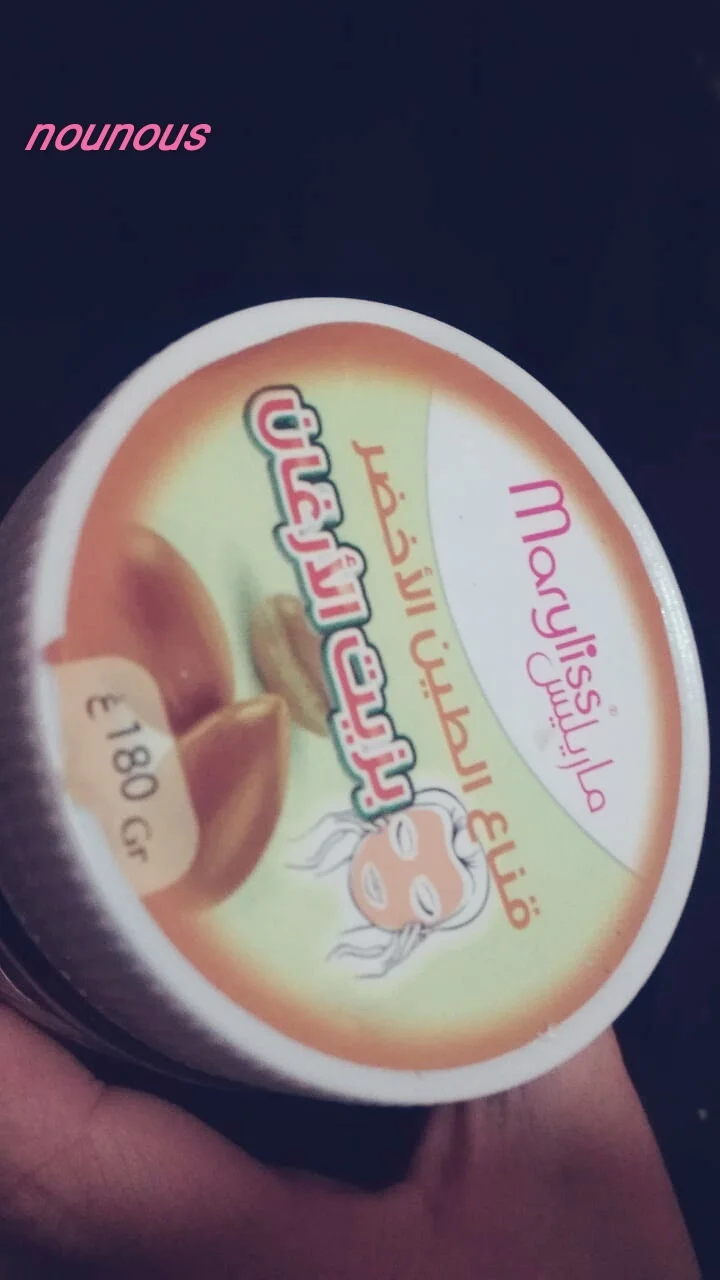 nounous
Maryliss®
ماريليس
قناع الطين الأخضر
بزيت الأرغان
180 Gr غ